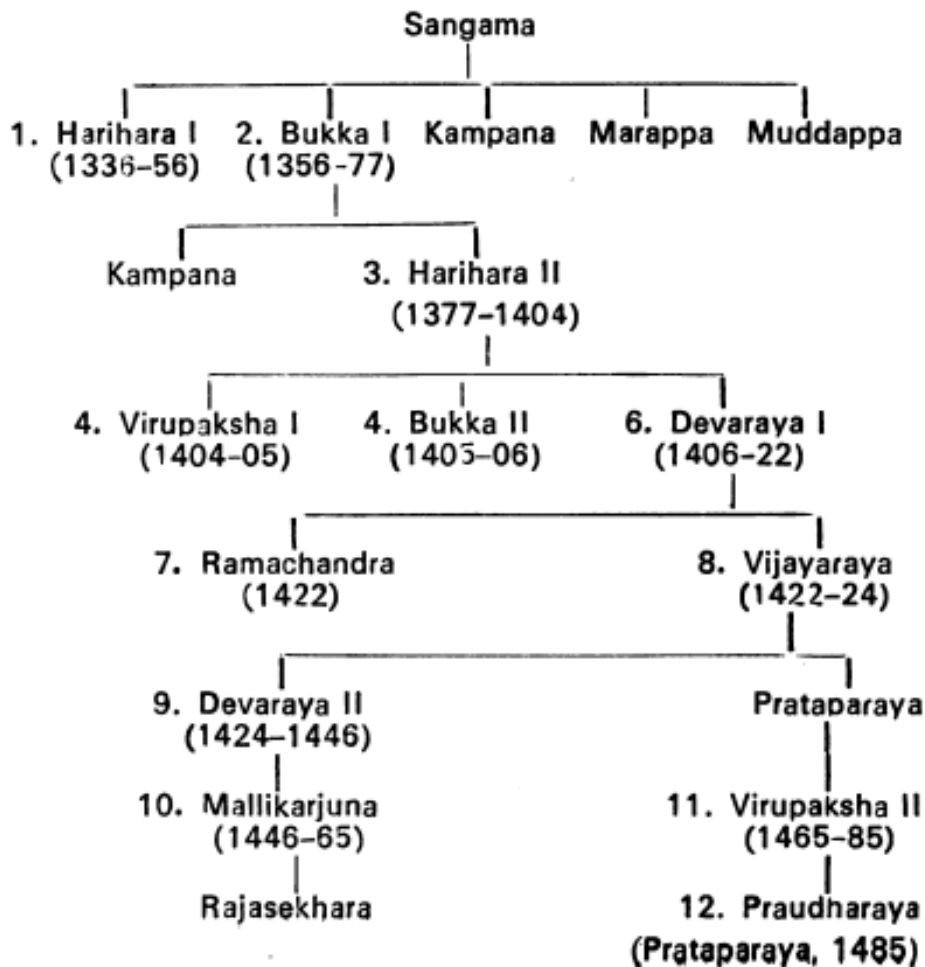 Sangama
1. Harihara I 2. Bukka I Kampana Marappa Muddappa
(1336–56) (1356–77)
Kampana 3. Harihara II
(1377–1404)
4. Virupaksha I 4. Bukka II 6. Devaraya I
(1404–05) (1405–06) (1406–22)
7. Ramachandra 8. Vijayaraya
(1422) (1422–24)
9. Devaraya II Prataparaya
(1424–1446)
10. Mallikarjuna 11. Virupaksha II
(1446–65) (1465–85)
Rajasekhara 12. Praudharaya
(Prataparaya, 1485)